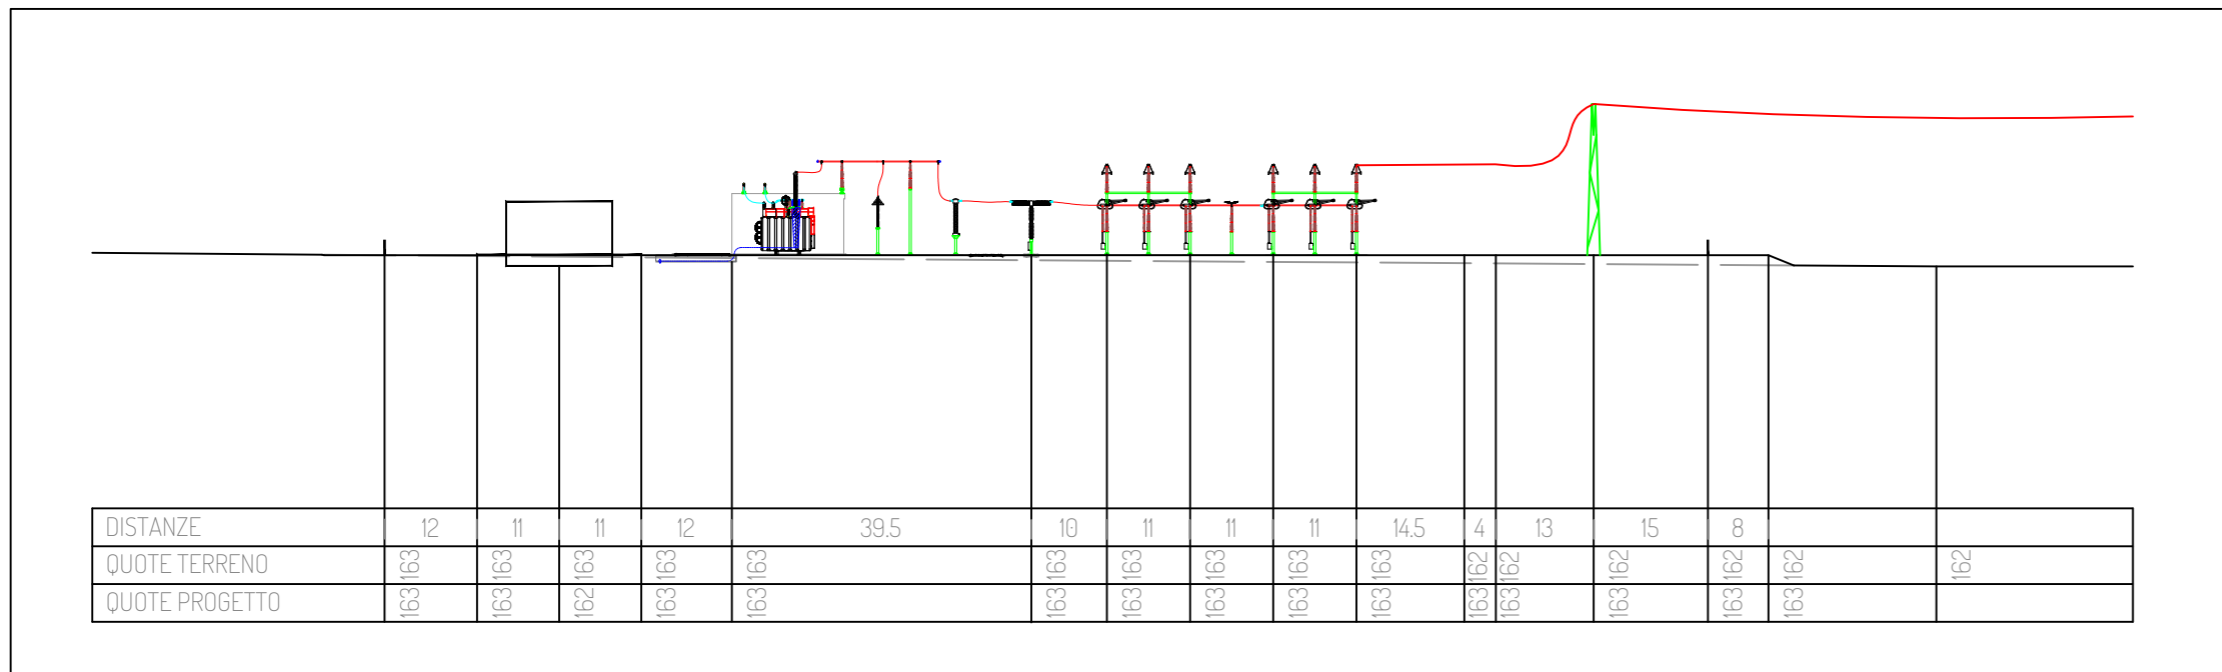 DISTANZE 12 11 11 12 39.5 10 11 11 11 14.5 4 13 15 8
QUOTE TERRENO 163 163 163 163 163 163 163 163 163 163 162 162 162 162 162 162
QUOTE PROGETTO 163 163 162 163 163 163 163 163 163 163 163 163 163 163 163